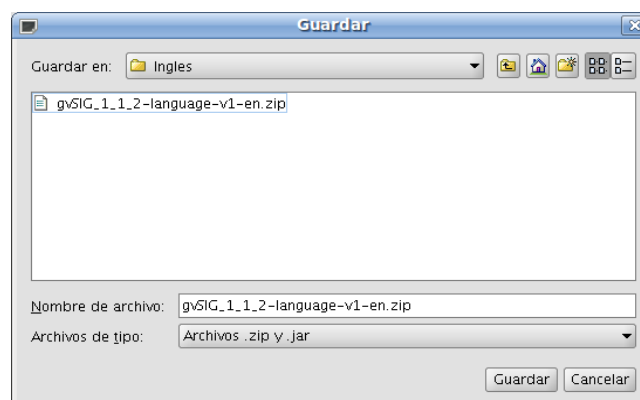 Guardar
Guardar en: Ingles
gvSIG_1_1_2-language-v1-en.zip
Nombre de archivo: gvSIG_1_1_2-language-v1-en.zip
Archivos de tipo: Archivos .zip y .jar
Guardar Cancelar